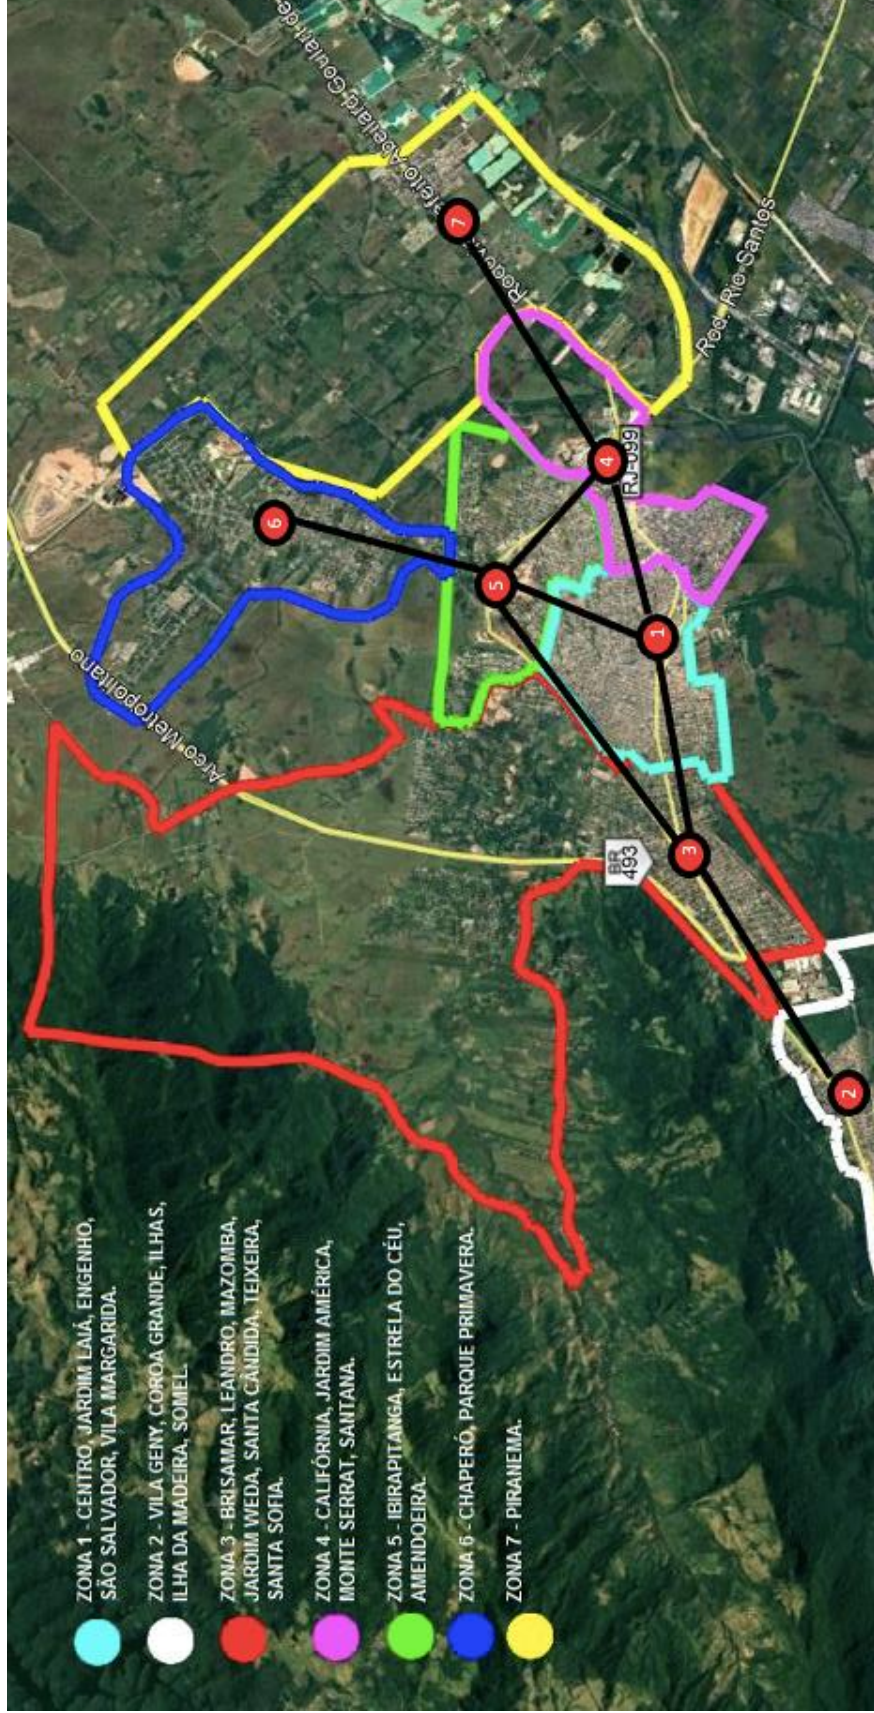 ZONA 1 - CENTRO, JARDIM LAIÁ, ENGENHO,
SÃO SALVADOR, VILA MARGARIDA.
ZONA 2 - VILA GENY, COROA GRANDE, ILHAS,
ILHA DA MADEIRA, SOMEL.
ZONA 3 - BRISAMAR, LEANDRO, MAZOMBA,
JARDIM WEDA, SANTA CÂNDIDA, TEIXEIRA,
SANTA SOFIA.
ZONA 4 - CALIFÓRNIA, JARDIM AMÉRICA,
MONTE SERRAT, SANTANA.
ZONA 5 - IBIRAPITANGA, ESTRELA DO CÉU,
AMENDOEIRA.
ZONA 6 - CHAPERÓ, PARQUE PRIMAVERA.
ZONA 7 - PIRANEMA.
Arco Metropolitano
6
7
5
4
1
3
2
BR
493
RJ-099
Rod. Rio Santos
Abeilard Goulart de